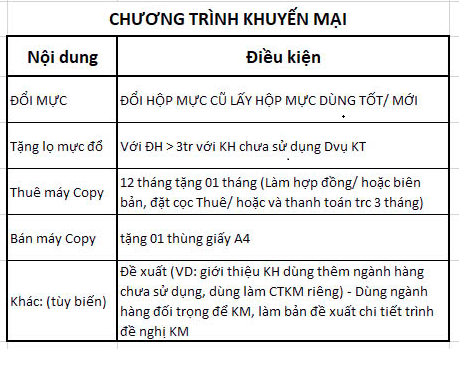 CHƯƠNG TRÌNH KHUYẾN MẠI
Nội dung
Điều kiện
ĐỔI MỰC
ĐỔI HỘP MỰC CŨ LẤY HỘP MỰC DÙNG TỐT/ MỚI
Tặng lọ mực đổ
Với ĐH > 3tr với KH chưa sử dụng Dvụ KT
Thuê máy Copy
12 tháng tặng 01 tháng (Làm hợp đồng/ hoặc biên
bản, đặt cọc Thuê/ hoặc và thanh toán trc 3 tháng)
Bán máy Copy
tặng 01 thùng giấy A4
Khác: (tùy biến)
Đề xuất (VD: giới thiệu KH dùng thêm ngành hàng
chưa sử dụng, dùng làm CTKM riêng) - Dùng ngành
hàng đối trọng để KM, làm bản đề xuất chi tiết trình
đề nghị KM